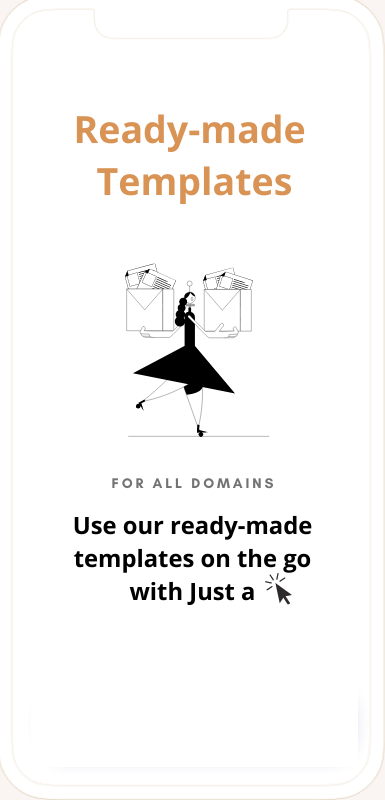 Ready-made
Templates
FOR ALL DOMAINS
Use our ready-made
templates on the go
with Just a